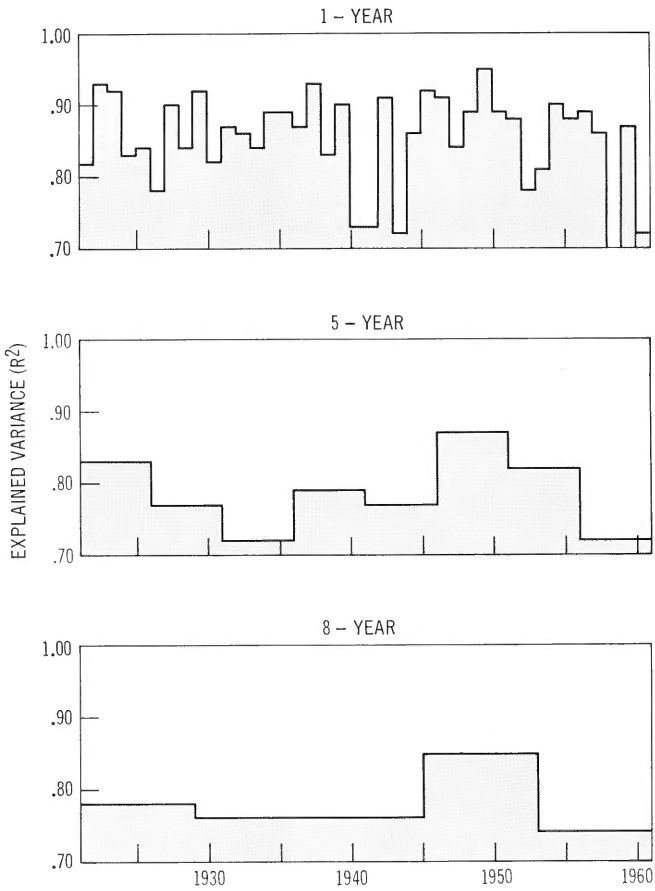 1 – YEAR
1.00
.90
.80
.70
5 – YEAR
1.00
.90
.80
.70
EXPLAINED VARIANCE (R²)
8 – YEAR
1.00
.90
.80
.70
1930 1940 1950 1960